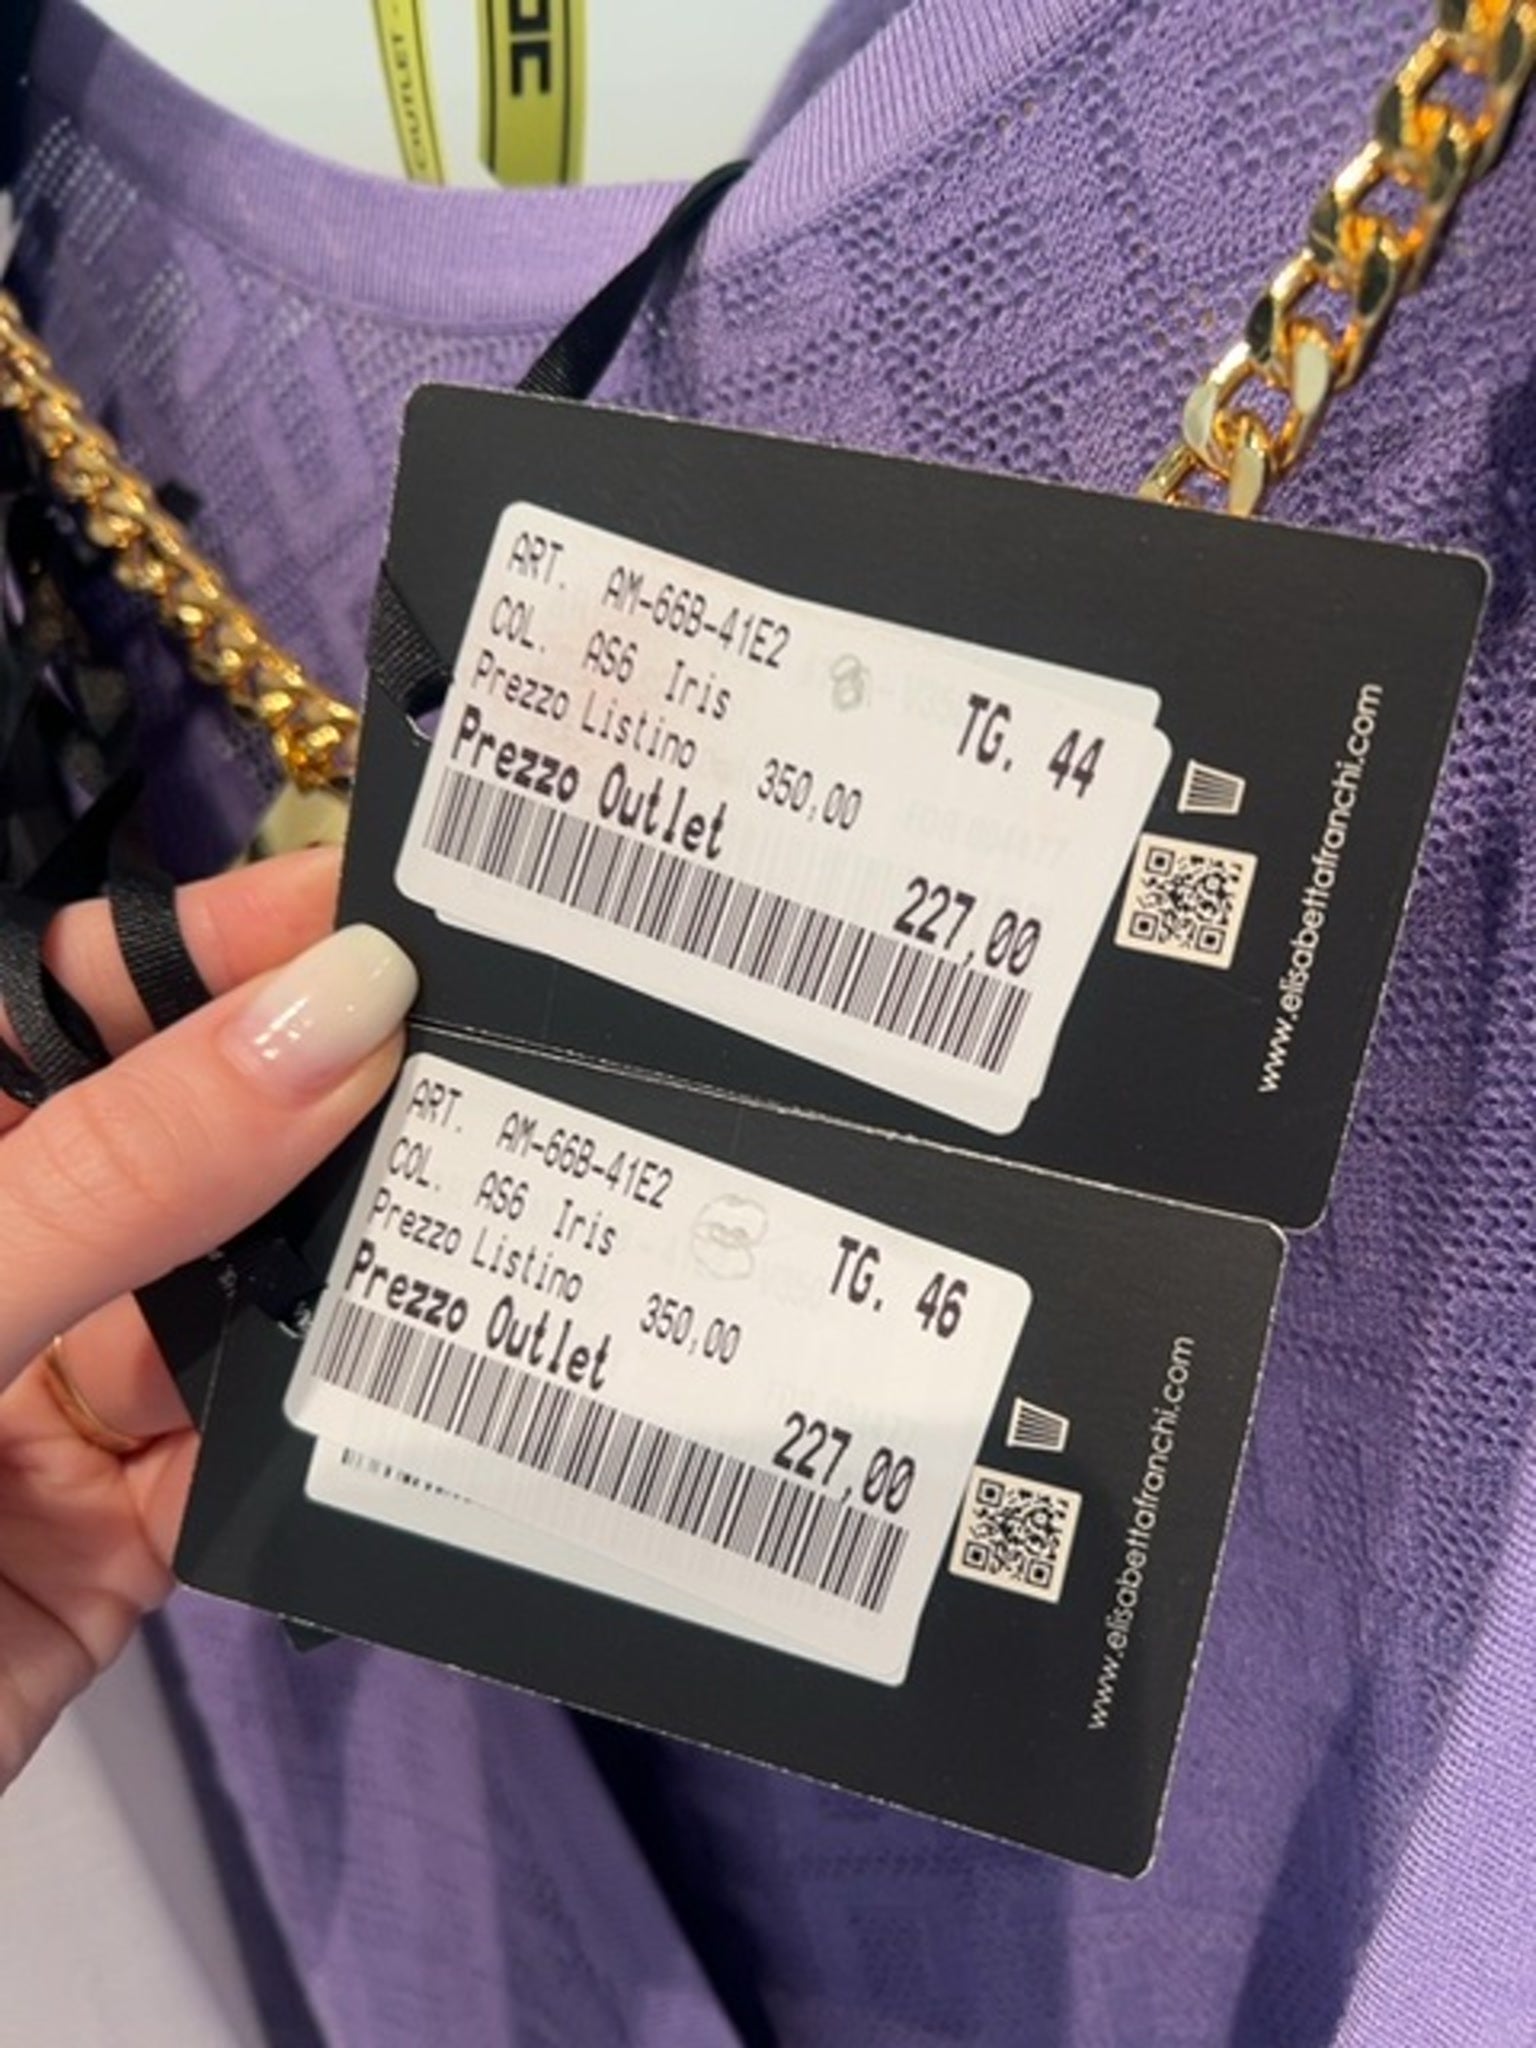 OUTLET
ART. AM-66B-41E2
COL. AS6 Iris
TG. 44
Prezzo Listino 350,00
Prezzo Outlet 227,00
www.elisabettafranchi.com
ART. AM-66B-41E2
COL. AS6 Iris
TG. 46
Prezzo Listino 350,00
Prezzo Outlet 227,00
www.elisabettafranchi.com